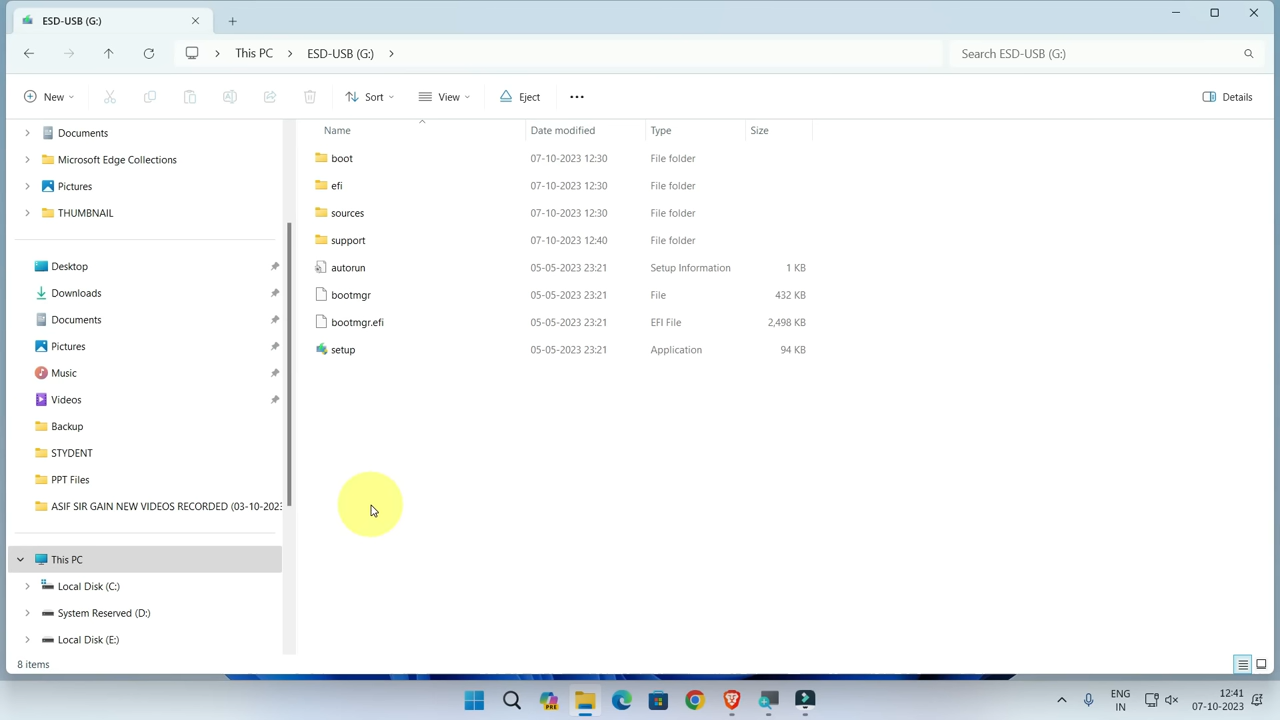 ESD-USB (G:)
This PC
ESD-USB (G:)
Search ESD-USB (G:)
New
Sort
View
Eject
Details
Documents
Microsoft Edge Collections
Pictures
THUMBNAIL
Desktop
Downloads
Documents
Pictures
Music
Videos
Backup
STYDENT
PPT Files
ASIF SIR GAIN NEW VIDEOS RECORDED (03-10-2023
This PC
Local Disk (C:)
System Reserved (D:)
Local Disk (E:)
Name Date modified Type Size
boot 07-10-2023 12:30 File folder
efi 07-10-2023 12:30 File folder
sources 07-10-2023 12:30 File folder
support 07-10-2023 12:40 File folder
autorun 05-05-2023 23:21 Setup Information 1 KB
bootmgr 05-05-2023 23:21 File 432 KB
bootmgr.efi 05-05-2023 23:21 EFI File 2,498 KB
setup 05-05-2023 23:21 Application 94 KB
8 items
PRE
ENG
IN
12:41
07-10-2023